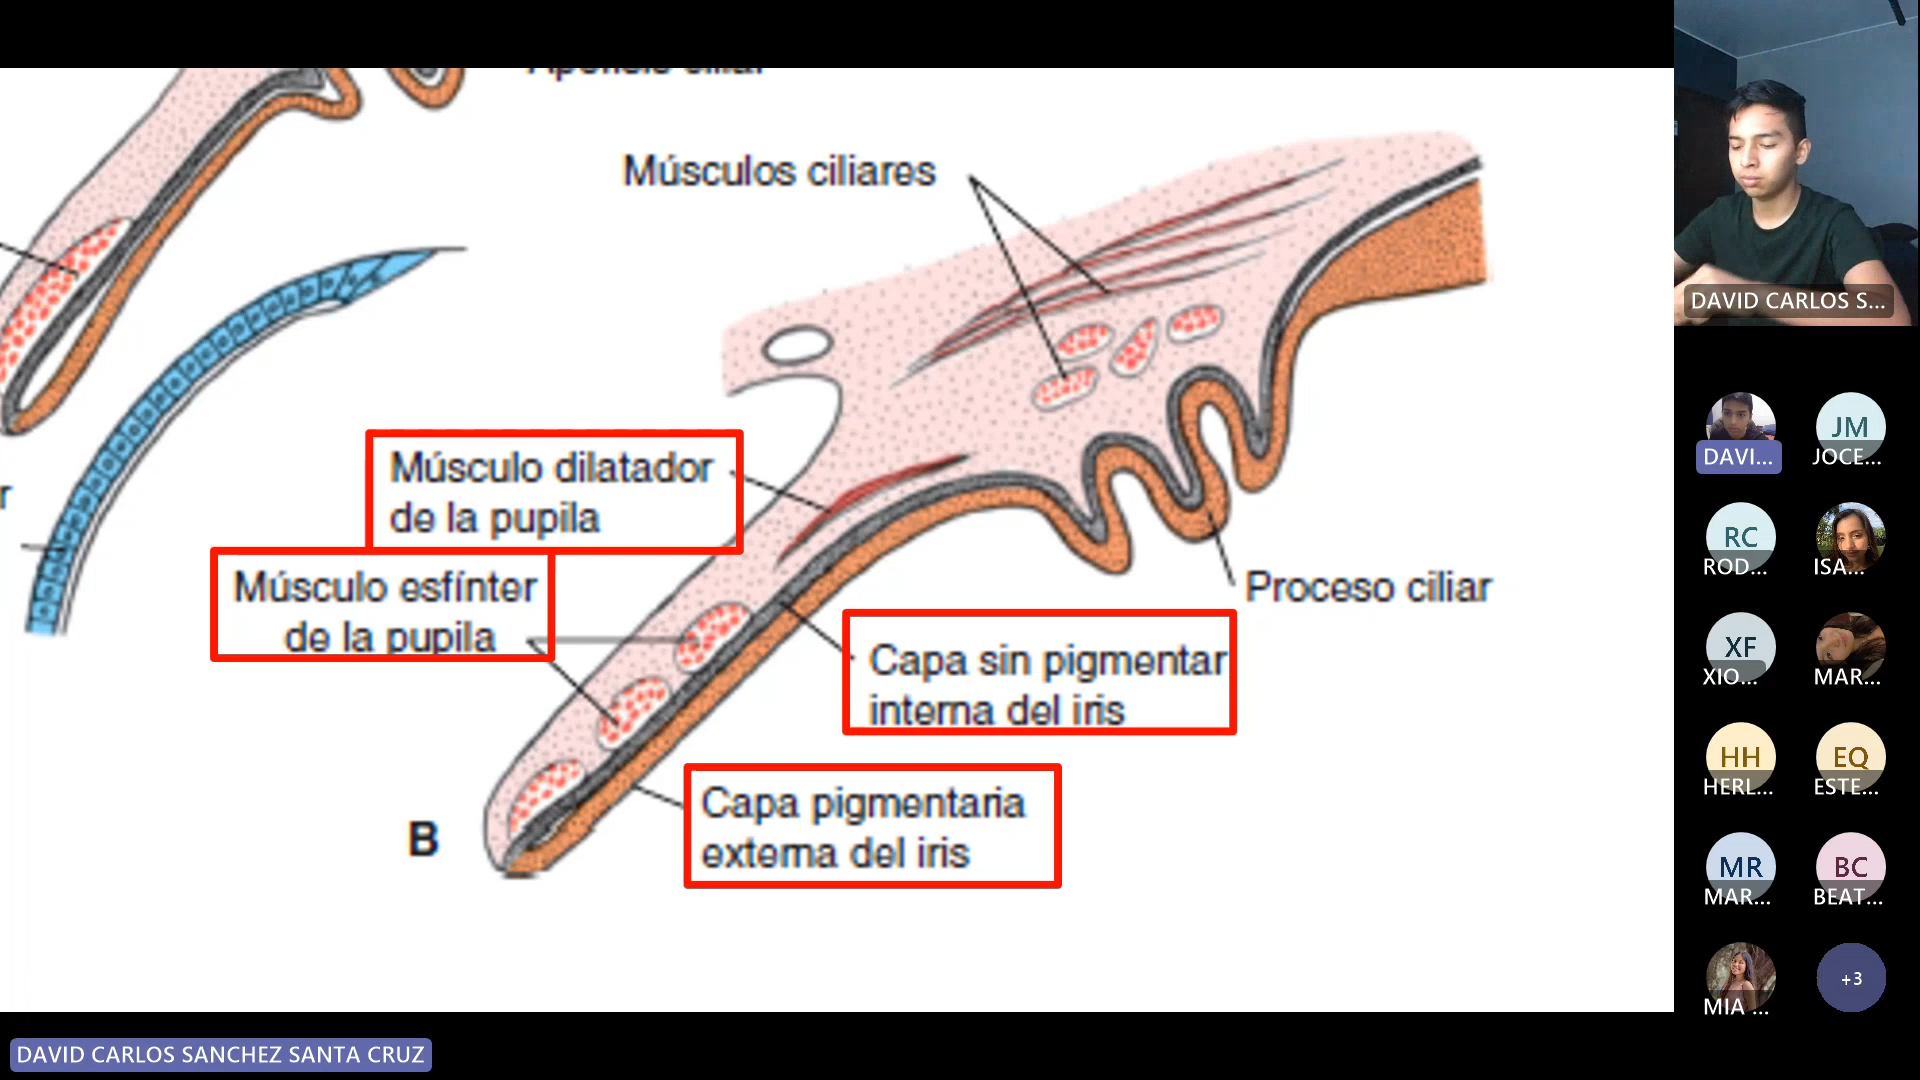 Apófisis ciliar
Músculos ciliares
Músculo dilatador
de la pupila
Músculo esfínter
de la pupila
r
Capa sin pigmentar
interna del iris
Proceso ciliar
Capa pigmentaria
externa del iris
B
DAVID CARLOS S...
DAVI...
JM
JOCE...
RC
ROD...
ISA...
XF
XIO...
MAR...
HH
HERL...
EQ
ESTE...
MR
MAR...
BC
BEAT...
MIA ...
+3
DAVID CARLOS SANCHEZ SANTA CRUZ